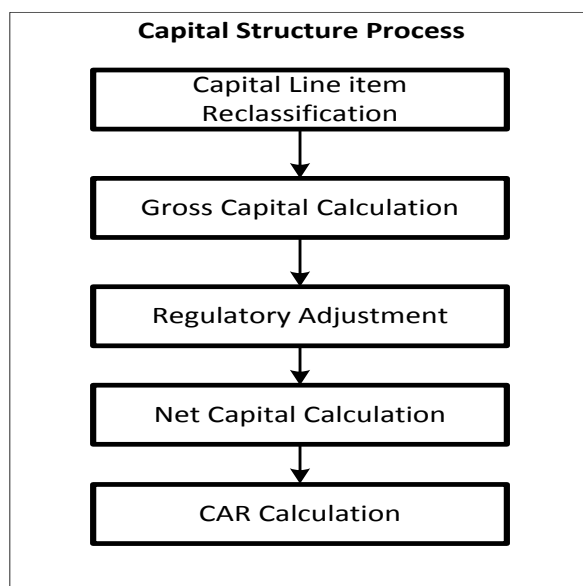 Capital Structure Process
Capital Line item
Reclassification
Gross Capital Calculation
Regulatory Adjustment
Net Capital Calculation
CAR Calculation